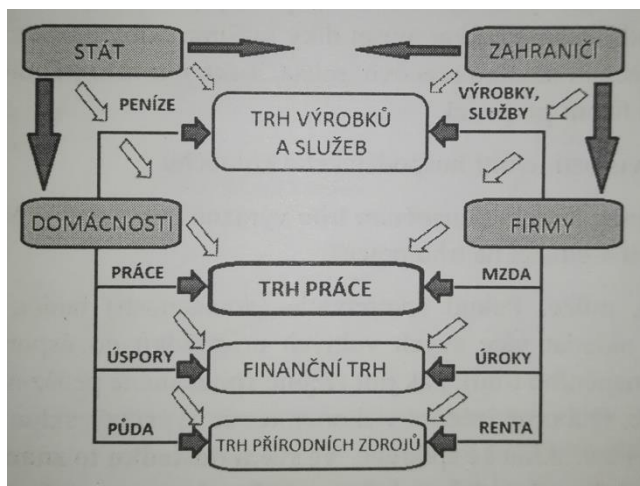 STÁT
ZAHRANIČÍ
PENÍZE
TRH VÝROBKŮ
A SLUŽEB
VÝROBKY,
SLUŽBY
DOMÁCNOSTI
FIRMY
PRÁCE
TRH PRÁCE
MZDA
ÚSPORY
FINANČNÍ TRH
ÚROKY
PŮDA
TRH PŘÍRODNÍCH ZDROJŮ
RENTA